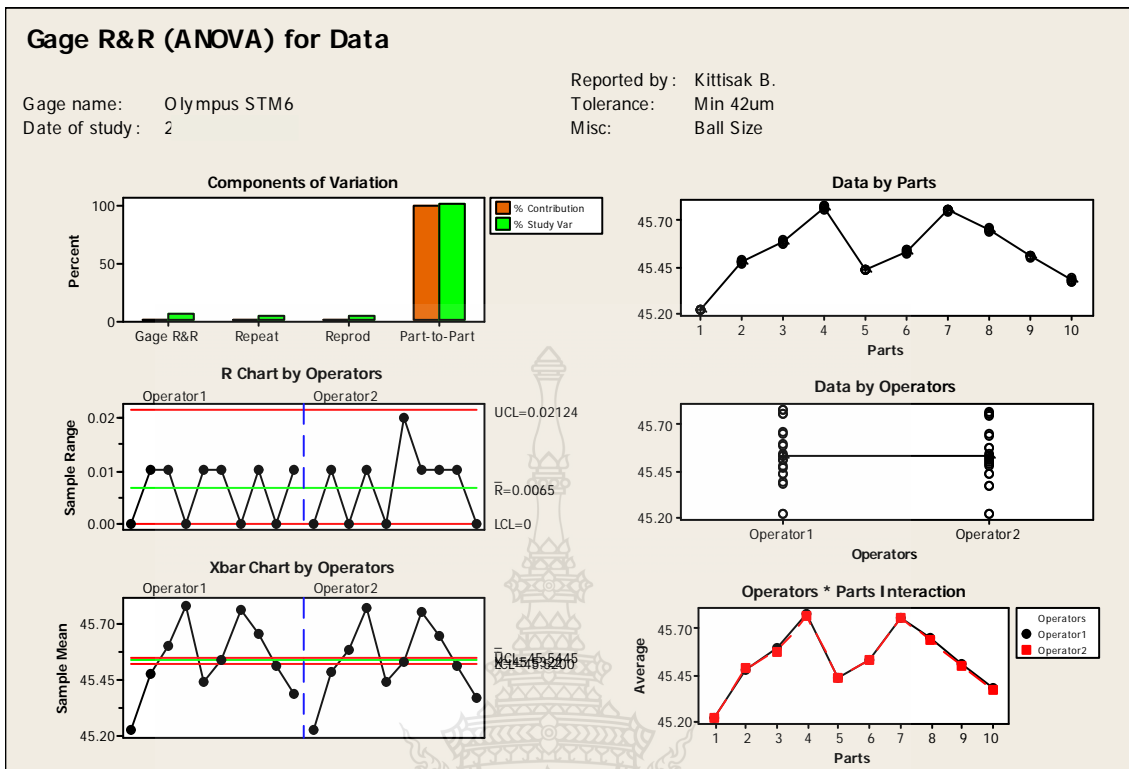 Gage R&R (ANOVA) for Data
Gage name: Olympus STM6
Date of study: 2
Reported by: Kittisak B.
Tolerance: Min 42um
Misc: Ball Size
Components of Variation
Percent
100
50
0
Gage R&R Repeat Reprod Part-to-Part
% Contribution
% Study Var
R Chart by Operators
Operator1 Operator2
Sample Range
0.02
0.01
0.00
UCL=0.02124
R=0.0065
LCL=0
Xbar Chart by Operators
Operator1 Operator2
Sample Mean
45.70
45.45
45.20
UCL=45.5445
LCL=45.5200
Data by Parts
45.70
45.45
45.20
1 2 3 4 5 6 7 8 9 10
Parts
Data by Operators
45.70
45.45
45.20
Operator1 Operator2
Operators
Operators * Parts Interaction
Average
45.70
45.45
45.20
1 2 3 4 5 6 7 8 9 10
Parts
Operators
Operator1
Operator2